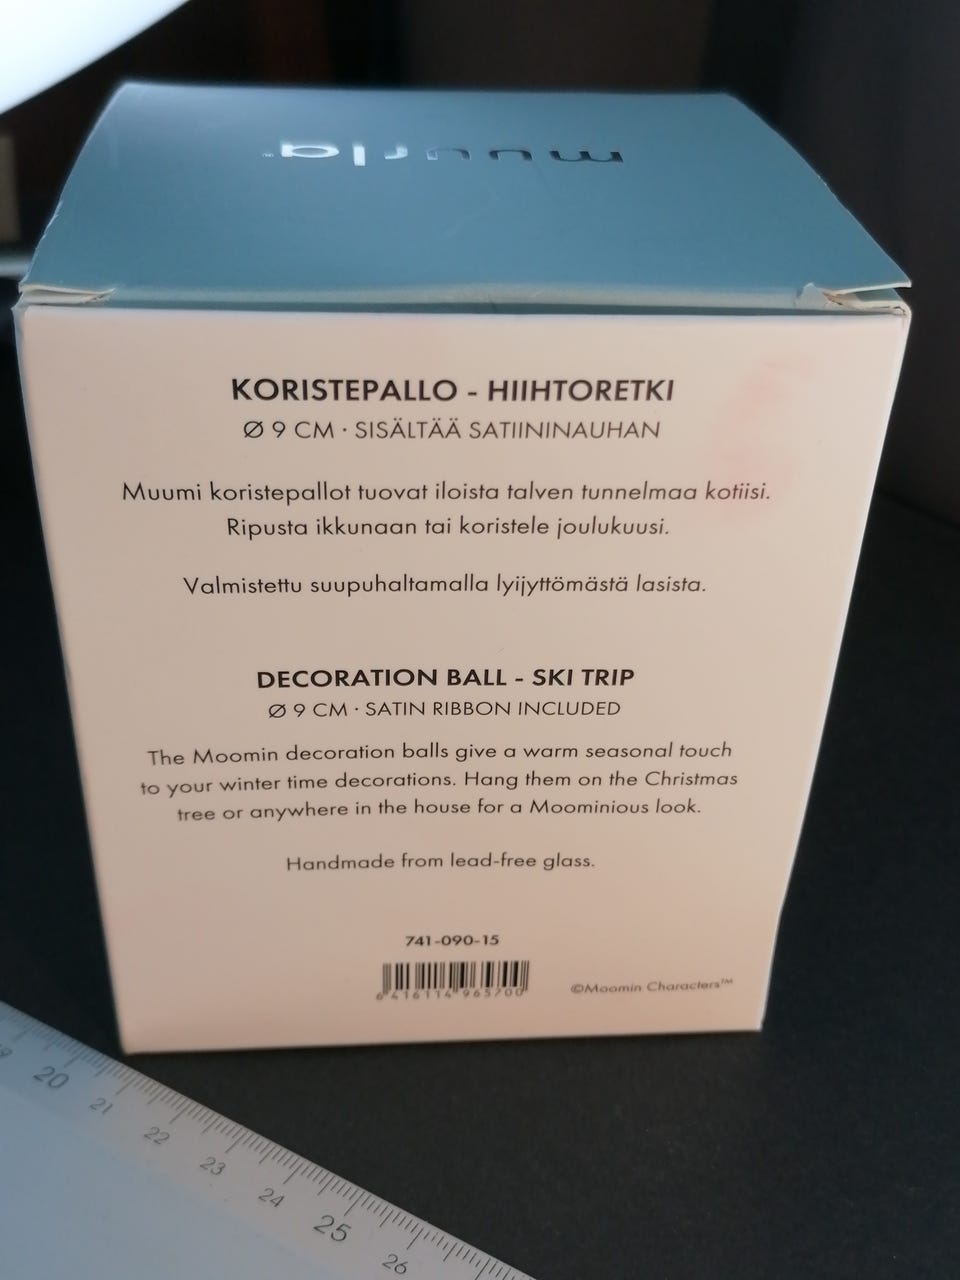 muurla
KORISTEPALLO - HIIHTORETKI
Ø 9 CM · SISÄLTÄÄ SATIININAUHAN
Muumi koristepallot tuovat iloista talven tunnelmaa kotiisi.
Ripusta ikkunaan tai koristele joulukuusi.
Valmistettu suupuhaltamalla lyijyttömästä lasista.
DECORATION BALL - SKI TRIP
Ø 9 CM · SATIN RIBBON INCLUDED
The Moomin decoration balls give a warm seasonal touch
to your winter time decorations. Hang them on the Christmas
tree or anywhere in the house for a Moominious look.
Handmade from lead-free glass.
741-090-15
6 416114 965700
©Moomin Characters™
19 20 21 22 23 24 25 26